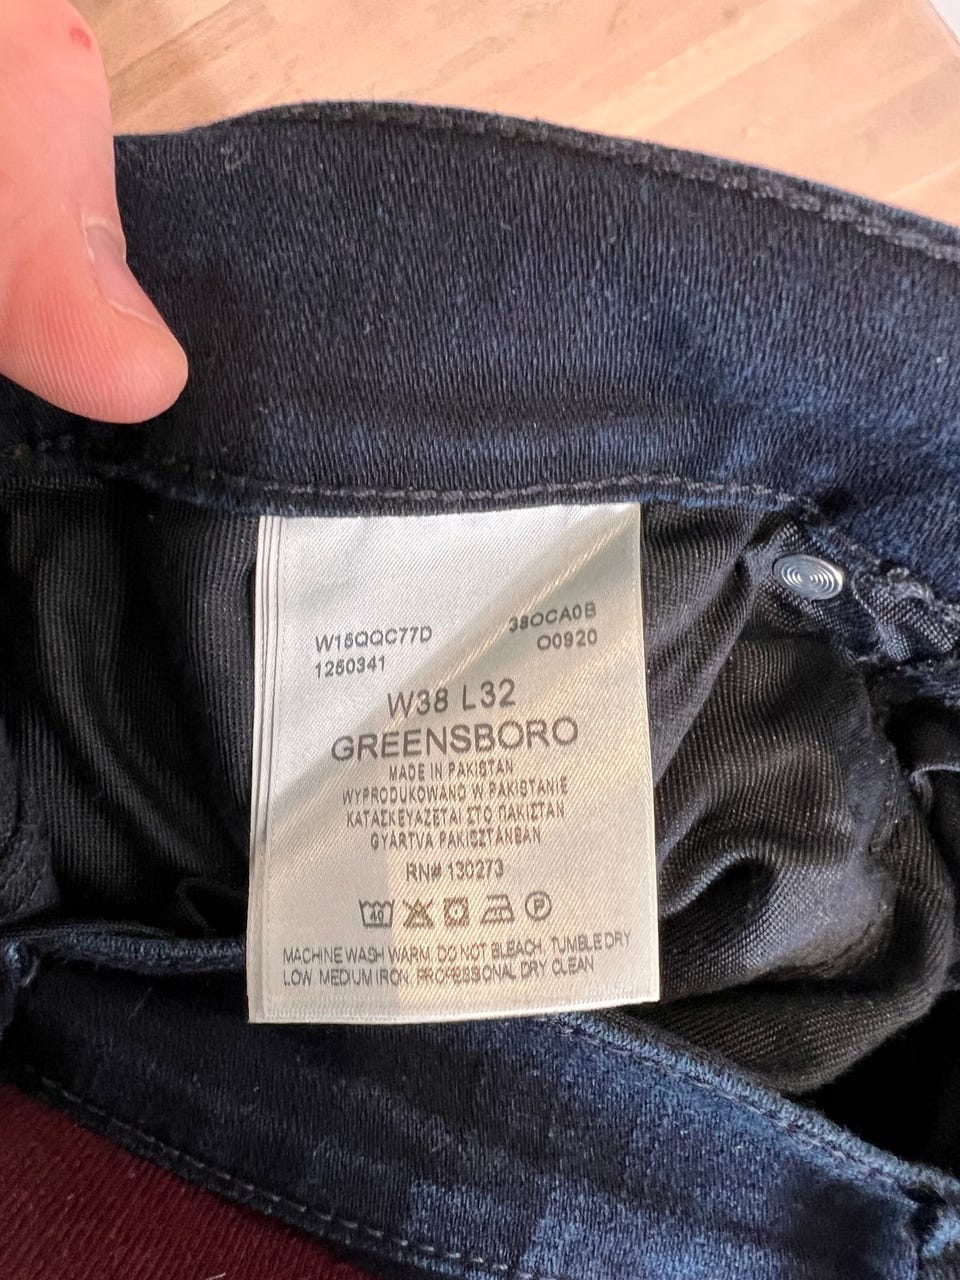 W15QQC77D 38OCA0B
1250341 O0920
W38 L32
GREENSBORO
MADE IN PAKISTAN
WYPRODUKOWANO W PAKISTANIE
ΚΑΤΑΣΚΕΥΑΖΕΤΑΙ ΣΤΟ ΠΑΚΙΣΤΑΝ
GYÁRTVA PAKISZTÁNBAN
RN# 130273
40 P
MACHINE WASH WARM, DO NOT BLEACH, TUMBLE DRY
LOW, MEDIUM IRON, PROFESSIONAL DRY CLEAN